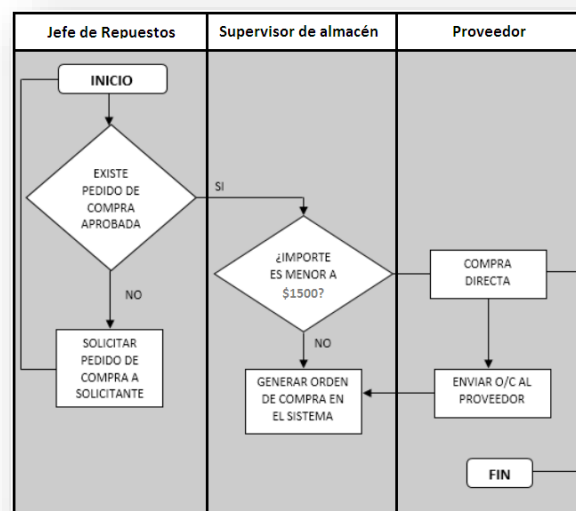 Jefe de Repuestos
Supervisor de almacén
Proveedor
INICIO
EXISTE
PEDIDO DE
COMPRA
APROBADA
SI
NO
SOLICITAR
PEDIDO DE
COMPRA A
SOLICITANTE
¿IMPORTE
ES MENOR A
$1500?
NO
GENERAR ORDEN
DE COMPRA EN
EL SISTEMA
COMPRA
DIRECTA
ENVIAR O/C AL
PROVEEDOR
FIN